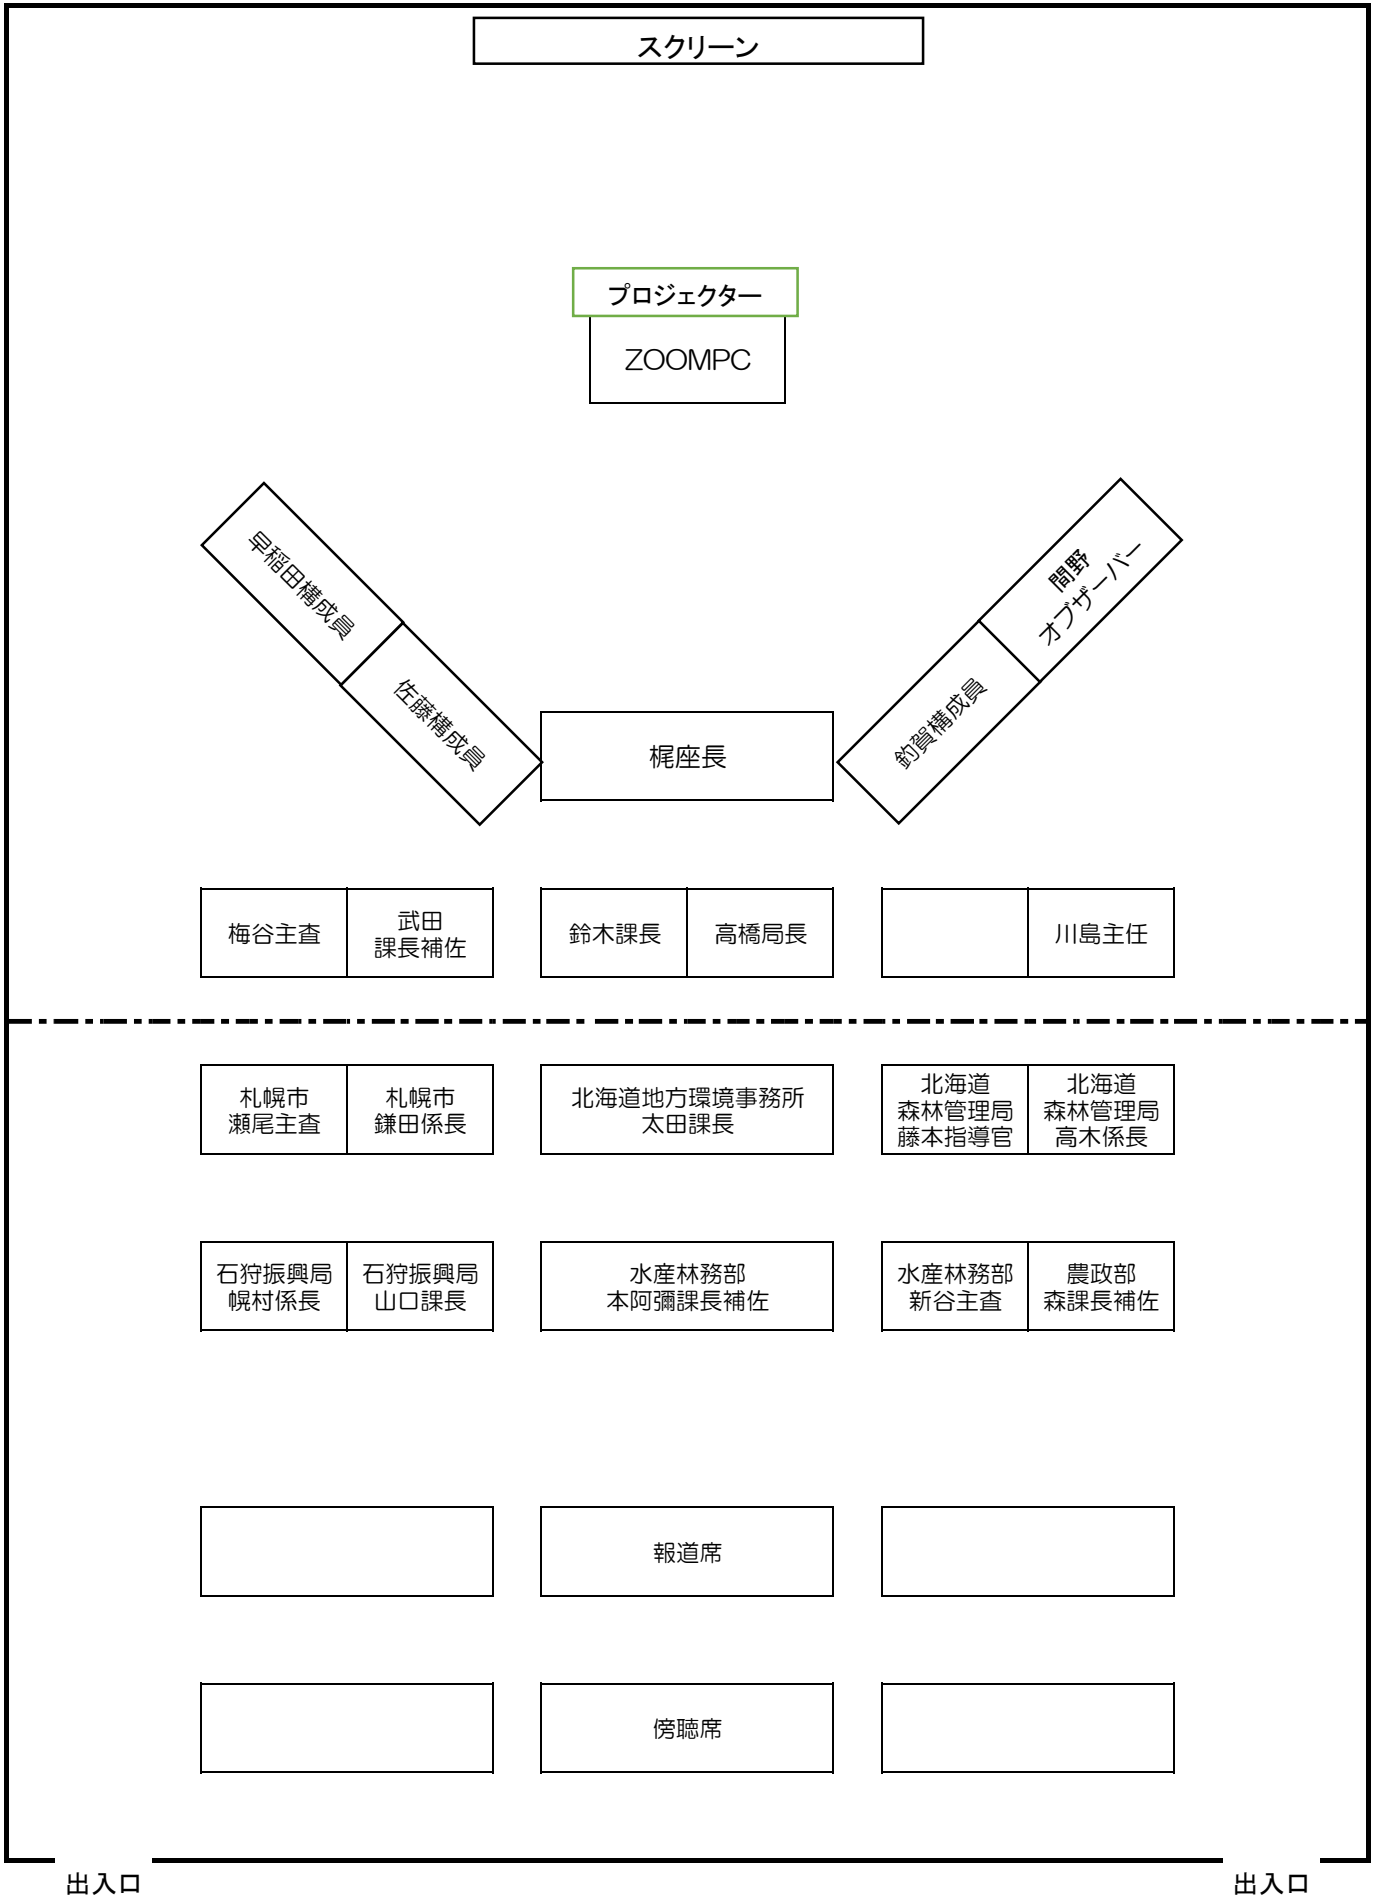 スクリーン
プロジェクター
ZOOMPC
早稲田構成員
佐藤構成員
梶座長
釣賀構成員
間野
オブザーバー
梅谷主査
武田
課長補佐
鈴木課長
高橋局長
川島主任
札幌市
瀬尾主査
札幌市
鎌田係長
北海道地方環境事務所
太田課長
北海道
森林管理局
藤本指導官
北海道
森林管理局
高木係長
石狩振興局
幌村係長
石狩振興局
山口課長
水産林務部
本阿彌課長補佐
水産林務部
新谷主査
農政部
森課長補佐
報道席
傍聴席
出入口
出入口